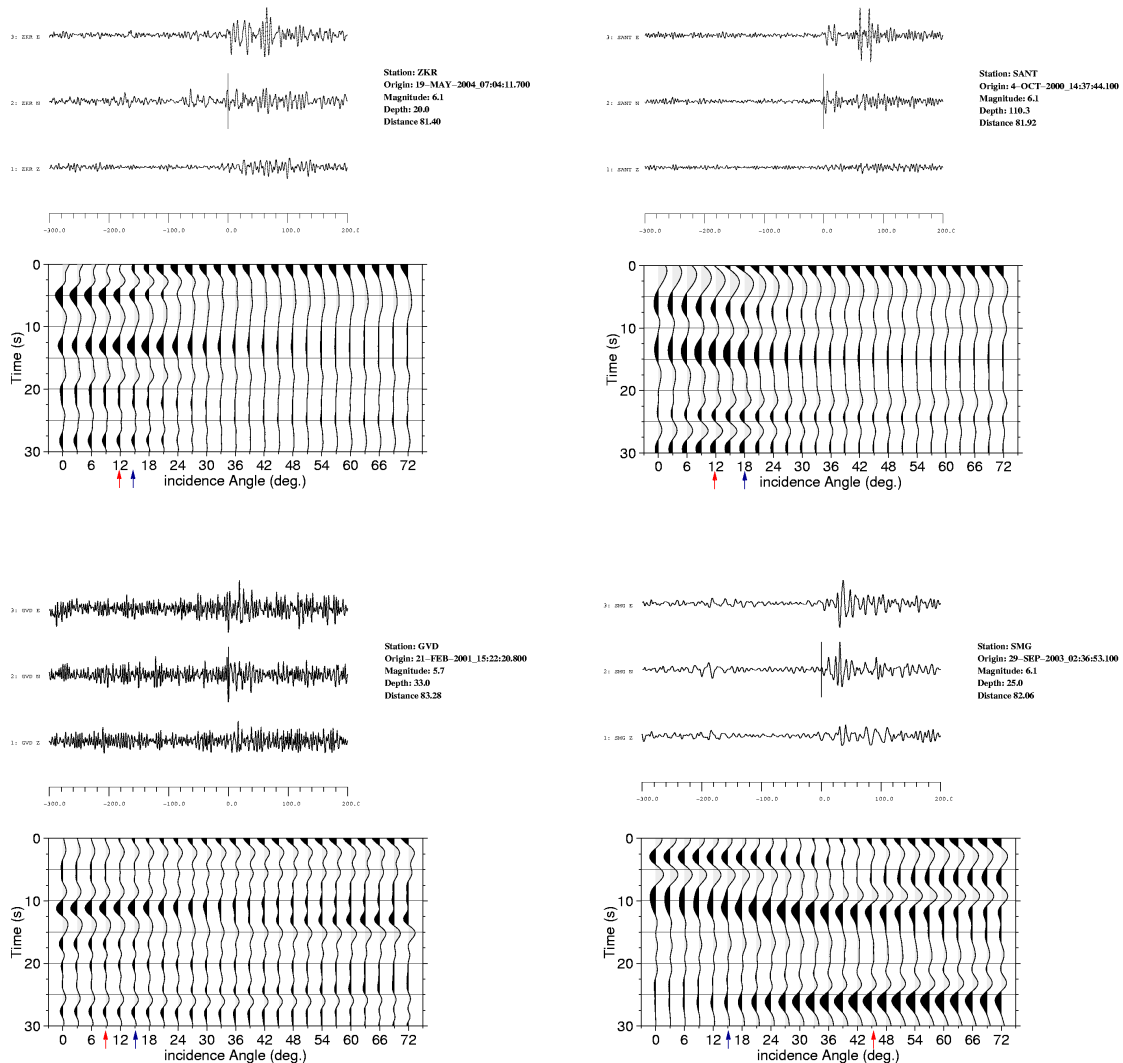 3: ZKR E
2: ZKR N
1: ZKR Z
Station: ZKR
Origin: 19-MAY-2004_07:04:11.700
Magnitude: 6.1
Depth: 20.0
Distance 81.40
-300.0 -200.0 -100.0 0.0 100.0 200.0
0
10
20
30
Time (s)
0 6 12 18 24 30 36 42 48 54 60 66 72
incidence Angle (deg.)
3: SANT E
2: SANT N
1: SANT Z
Station: SANT
Origin: 4-OCT-2000_14:37:44.100
Magnitude: 6.1
Depth: 110.3
Distance 81.92
-300.0 -200.0 -100.0 0.0 100.0 200.0
0
10
20
30
Time (s)
0 6 12 18 24 30 36 42 48 54 60 66 72
incidence Angle (deg.)
3: GVD E
2: GVD N
1: GVD Z
Station: GVD
Origin: 21-FEB-2001_15:22:20.800
Magnitude: 5.7
Depth: 33.0
Distance 83.28
-300.0 -200.0 -100.0 0.0 100.0 200.0
0
10
20
30
Time (s)
0 6 12 18 24 30 36 42 48 54 60 66 72
incidence Angle (deg.)
3: SMG E
2: SMG N
1: SMG Z
Station: SMG
Origin: 29-SEP-2003_02:36:53.100
Magnitude: 6.1
Depth: 25.0
Distance 82.06
-300.0 -200.0 -100.0 0.0 100.0 200.0
0
10
20
30
Time (s)
0 6 12 18 24 30 36 42 48 54 60 66 72
incidence Angle (deg.)